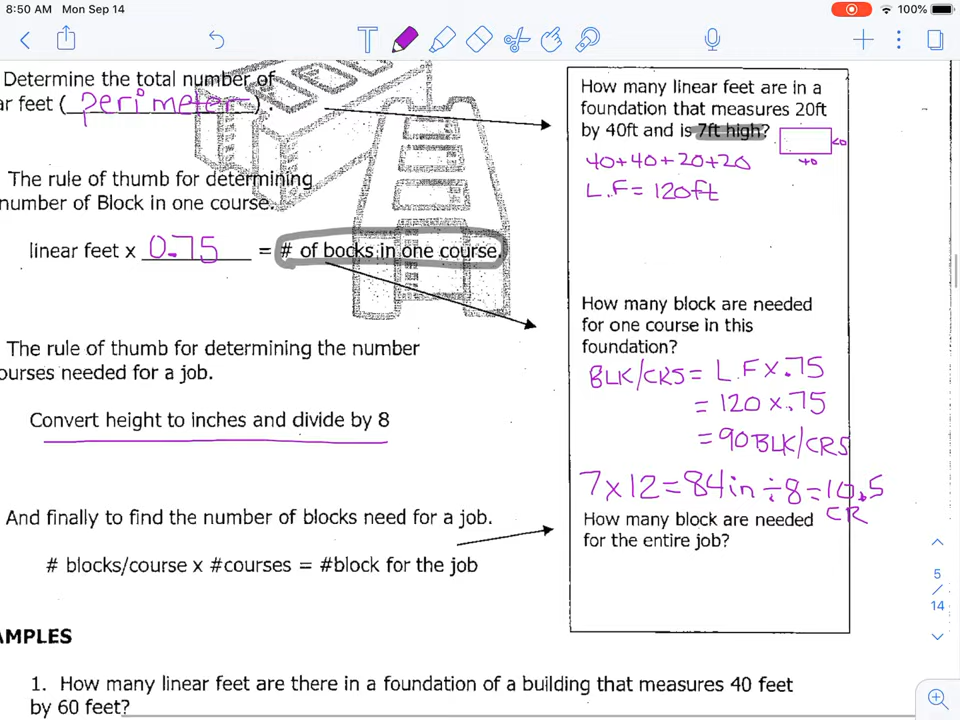 8:50 AM Mon Sep 14
100%
Determine the total number of
ar feet ( perimeter ).
The rule of thumb for determining
number of Block in one course.
linear feet x 0.75 = # of bocks in one course.
The rule of thumb for determining the number
ourses needed for a job.
Convert height to inches and divide by 8
And finally to find the number of blocks need for a job.
# blocks/course x #courses = #block for the job
How many linear feet are in a
foundation that measures 20ft
by 40ft and is 7ft high?
20
40
40+40+20+20
L.F= 120ft
How many block are needed
for one course in this
foundation?
BLK/CRS = L.F x .75
= 120 x .75
= 90 BLK/CRS
7 x 12 = 84in ÷ 8 = 10.5
CR
How many block are needed
for the entire job?
AMPLES
1. How many linear feet are there in a foundation of a building that measures 40 feet
by 60 feet?
5
/
14